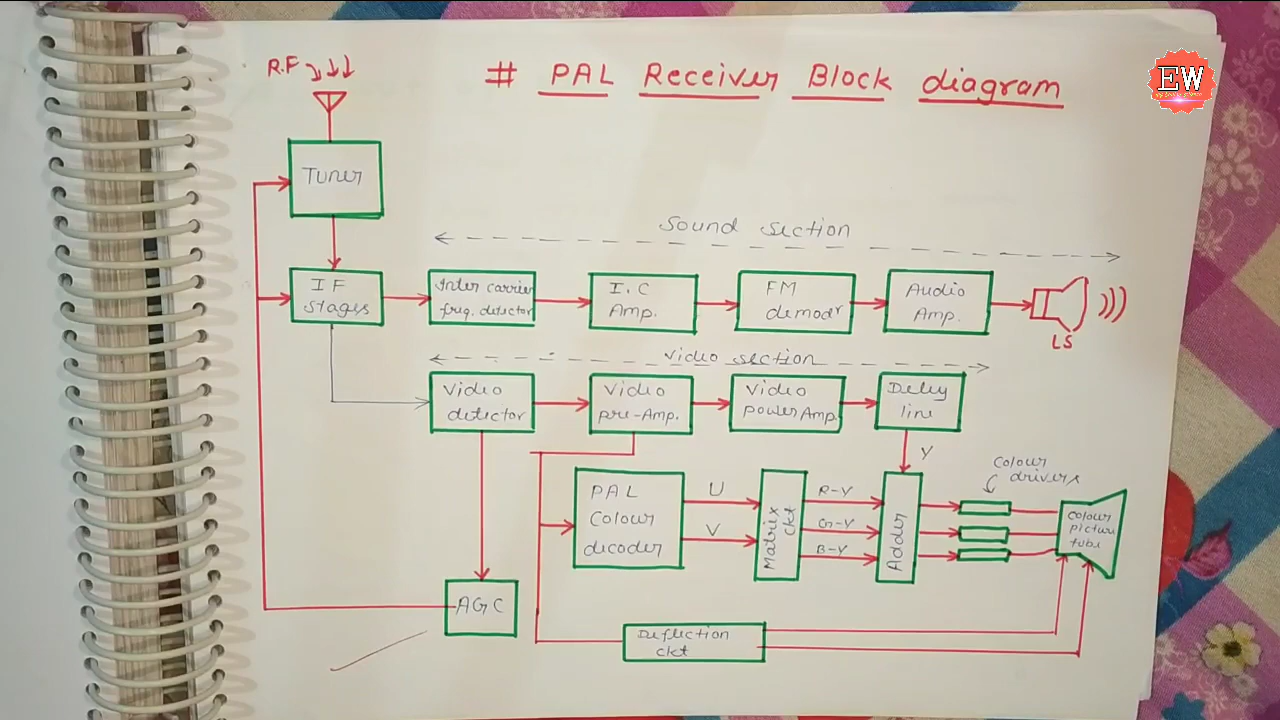 R.F
# PAL Receiver Block diagram
EW
Tuner
Sound section
IF
stages
Inter carrier
freq. detector
I.C
Amp.
FM
demodr
Audio
Amp.
LS
video section
Video
detector
Video
pre-Amp.
Video
power Amp.
Delay
line
Y
Colour
drivers
PAL
Colour
decoder
U
V
Matrix
ckt
R-Y
G-Y
B-Y
Adder
Colour
picture
tube
AGC
Deflection
ckt